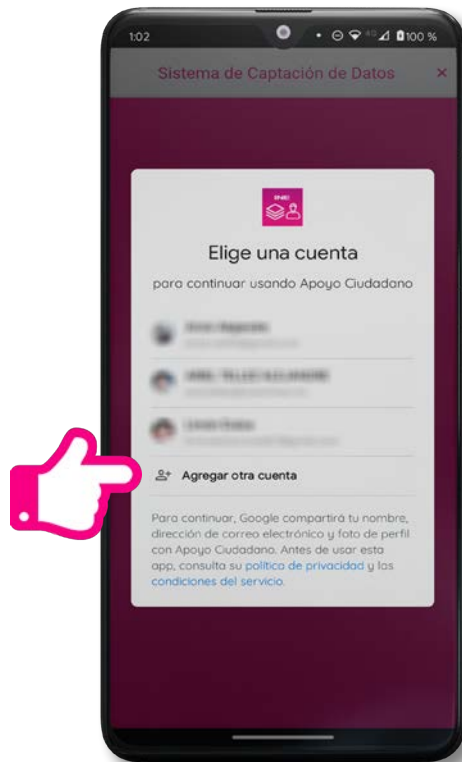 1:02
4G 100 %
Sistema de Captación de Datos ×
INE
Elige una cuenta
para continuar usando Apoyo Ciudadano
Agregar otra cuenta
Para continuar, Google compartirá tu nombre,
dirección de correo electrónico y foto de perfil
con Apoyo Ciudadano. Antes de usar esta
app, consulta su política de privacidad y las
condiciones del servicio.